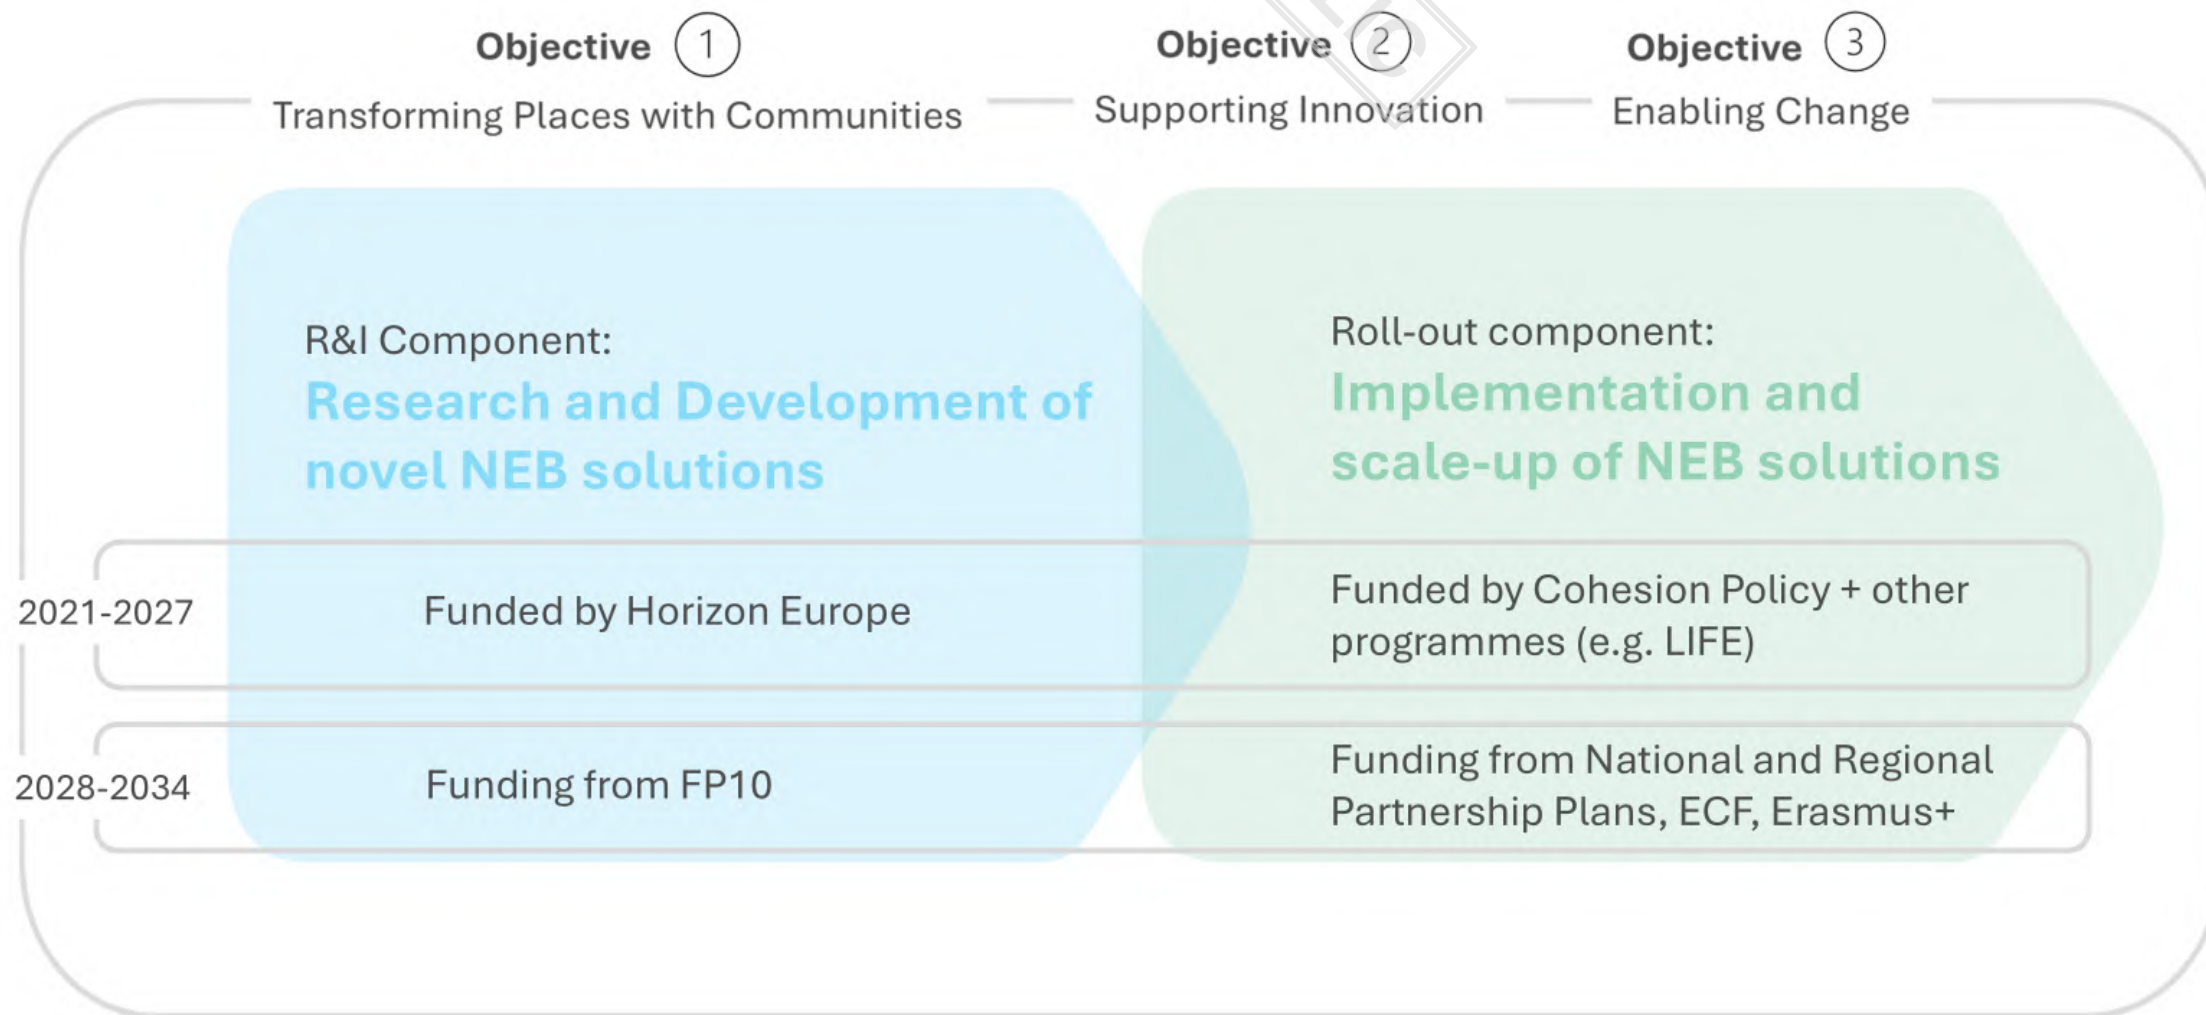 Objective 1
Transforming Places with Communities
Objective 2
Supporting Innovation
Objective 3
Enabling Change
R&I Component:
Research and Development of
novel NEB solutions
Roll-out component:
Implementation and
scale-up of NEB solutions
2021-2027
Funded by Horizon Europe
Funded by Cohesion Policy + other
programmes (e.g. LIFE)
2028-2034
Funding from FP10
Funding from National and Regional
Partnership Plans, ECF, Erasmus+